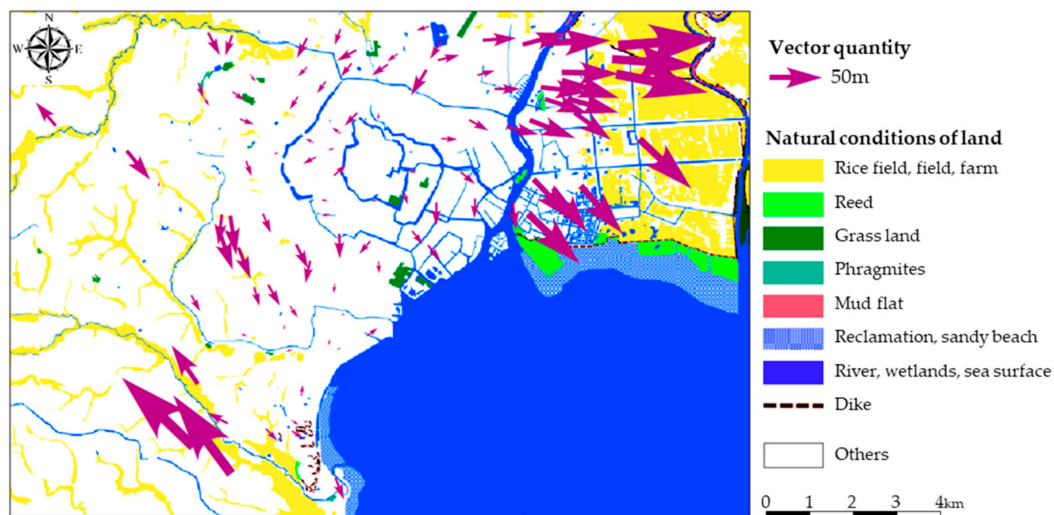 N
W E
S
Vector quantity
50m
Natural conditions of land
Rice field, field, farm
Reed
Grass land
Phragmites
Mud flat
Reclamation, sandy beach
River, wetlands, sea surface
Dike
Others
0 1 2 3 4km